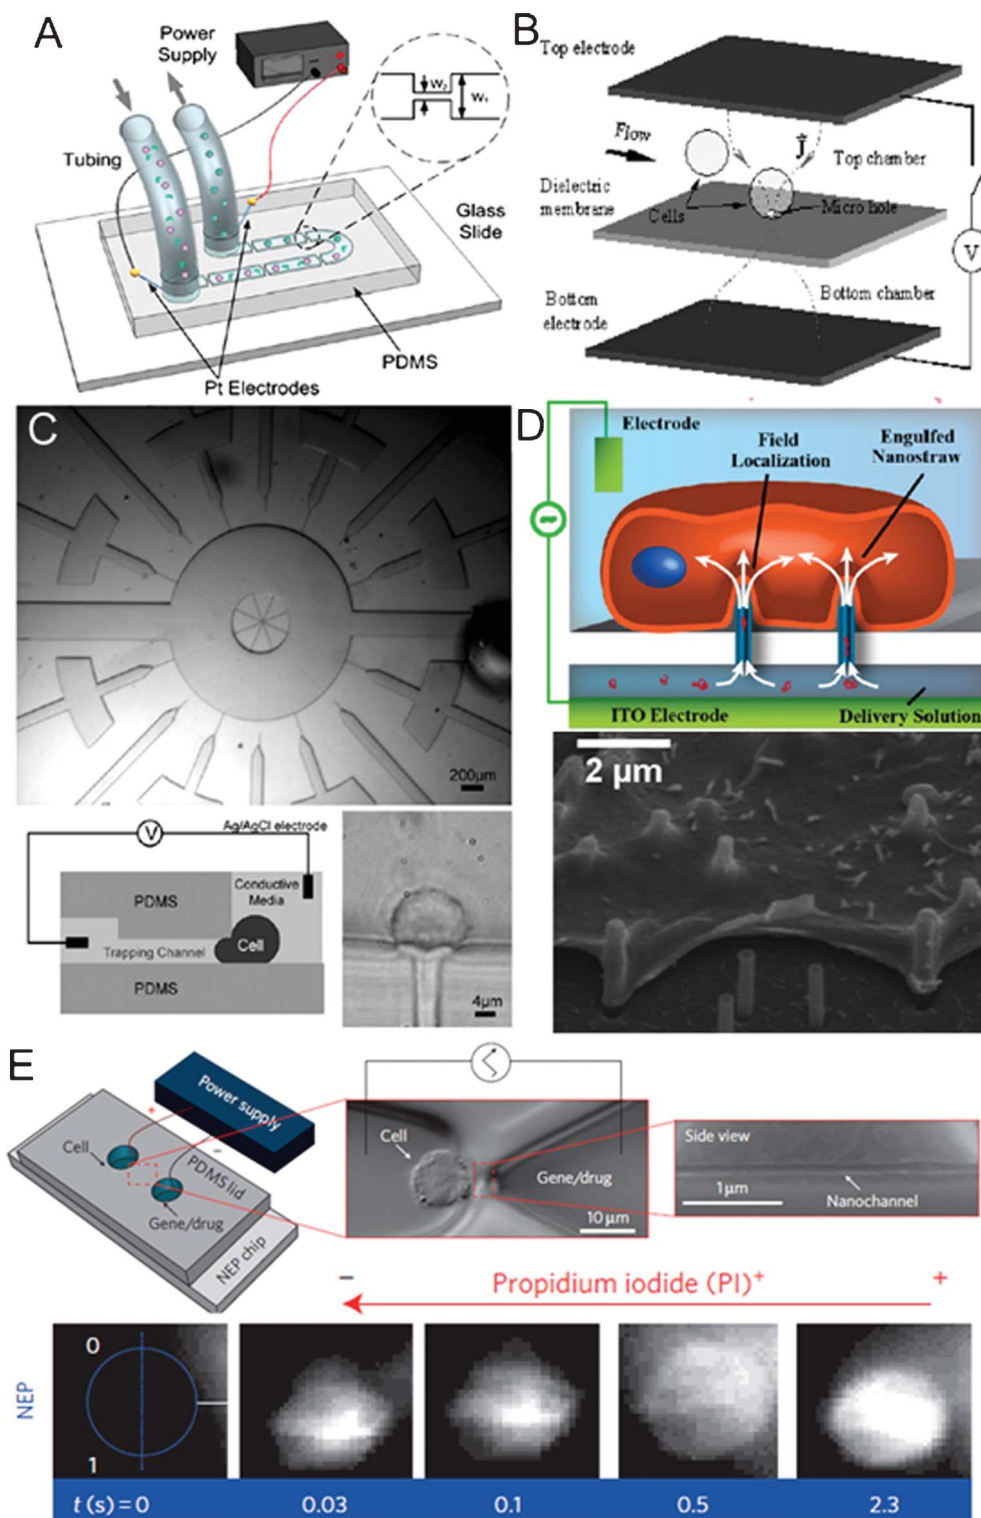 A
Power
Supply
Tubing
W₂
W₁
Glass
Slide
PDMS
Pt Electrodes
B
Top electrode
Flow
J
Top chamber
Dielectric
membrane
Cells
Micro hole
V
Bottom
electrode
Bottom chamber
C
200μm
V
Ag/AgCl electrode
PDMS
Conductive
Media
Trapping Channel
Cell
PDMS
4μm
D
Electrode
Field
Localization
Engulfed
Nanostraw
ITO Electrode
Delivery Solution
2 μm
E
Power supply
+
−
Cell
PDMS lid
Gene/drug
NEP chip
Cell
Gene/drug
10 μm
Side view
1 μm
Nanochannel
− Propidium iodide (PI)⁺ +
NEP
0
1
t (s) = 0 0.03 0.1 0.5 2.3